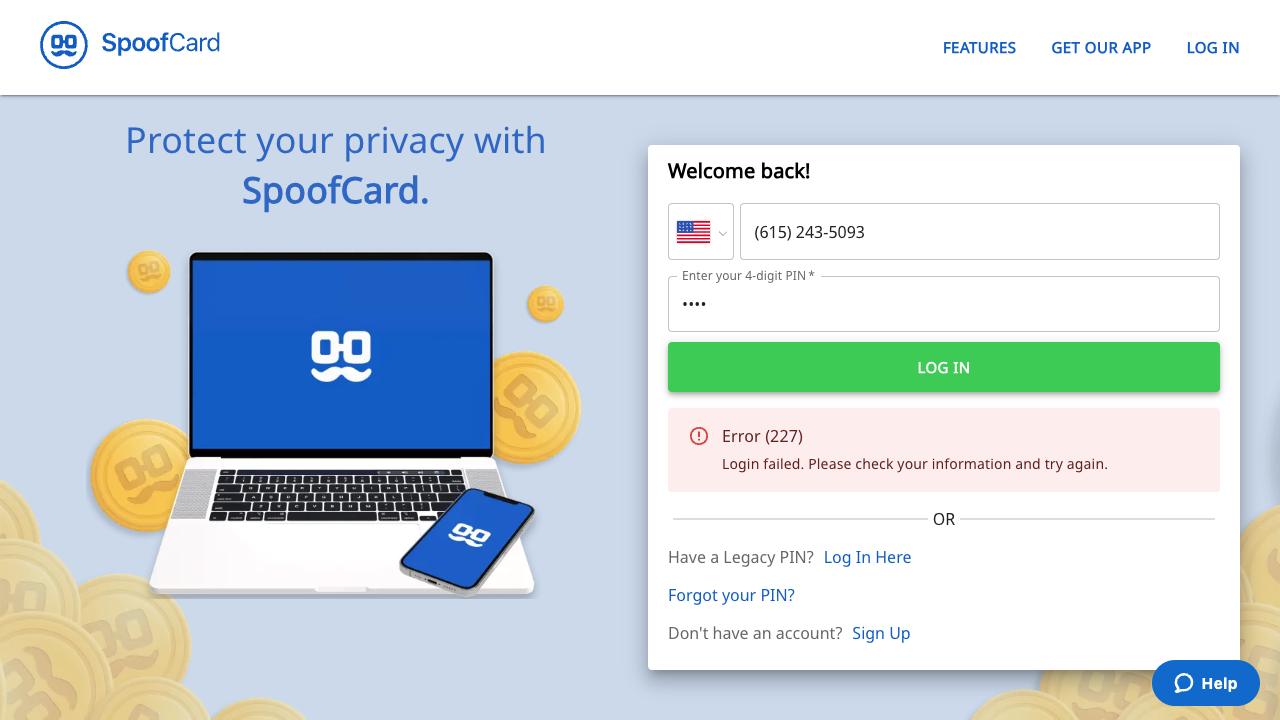 SpoofCard
FEATURES
GET OUR APP
LOG IN
Protect your privacy with
SpoofCard.
Welcome back!
(615) 243-5093
Enter your 4-digit PIN *
••••
LOG IN
Error (227)
Login failed. Please check your information and try again.
OR
Have a Legacy PIN? Log In Here
Forgot your PIN?
Don't have an account? Sign Up
Help